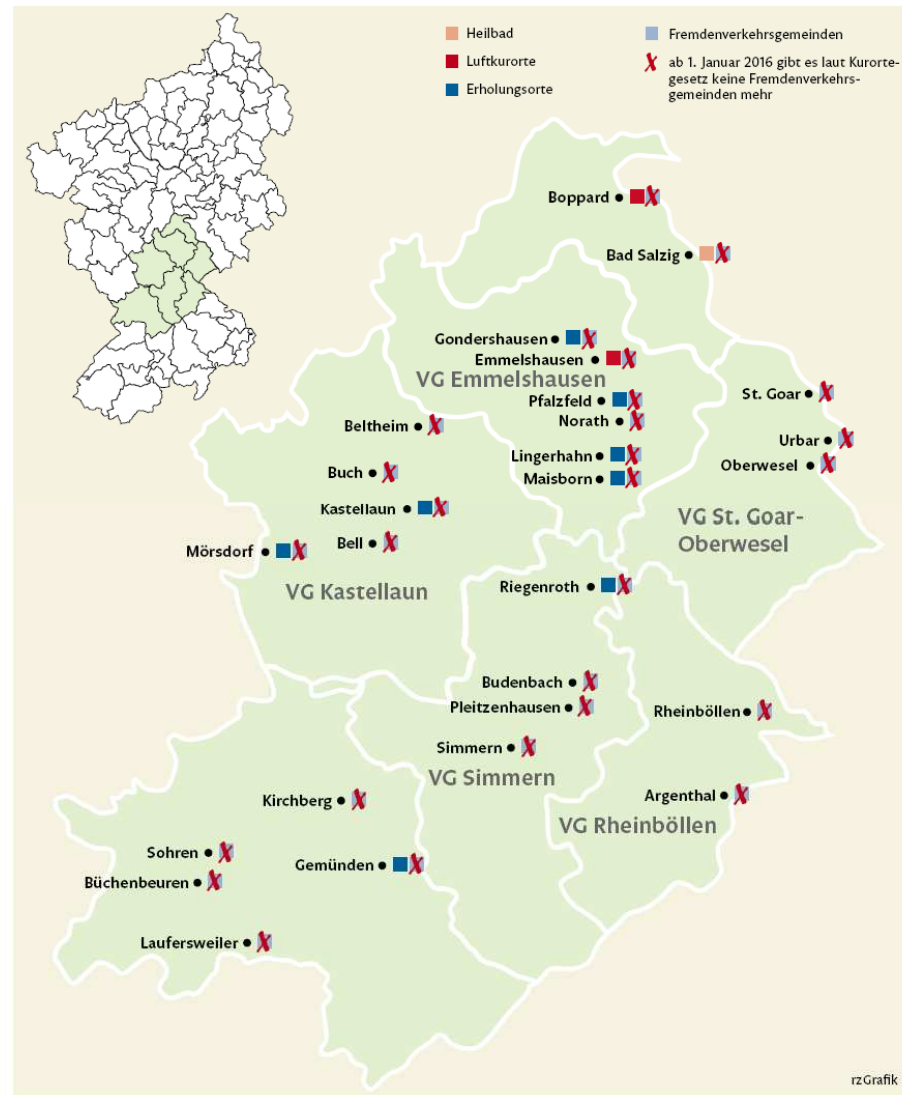 Heilbad
Luftkurorte
Erholungsorte
Fremdenverkehrsgemeinden
ab 1. Januar 2016 gibt es laut Kurorte-
gesetz keine Fremdenverkehrs-
gemeinden mehr
Boppard
Bad Salzig
Gondershausen
Emmelshausen
VG Emmelshausen
Pfalzfeld
Norath
Lingerhahn
Maisborn
St. Goar
Urbar
Oberwesel
VG St. Goar-
Oberwesel
Beltheim
Buch
Kastellaun
Bell
Mörsdorf
VG Kastellaun
Riegenroth
Budenbach
Pleitzenhausen
Simmern
VG Simmern
Rheinböllen
Argenthal
VG Rheinböllen
Kirchberg
Sohren
Gemünden
Büchenbeuren
Laufersweiler
rzGrafik